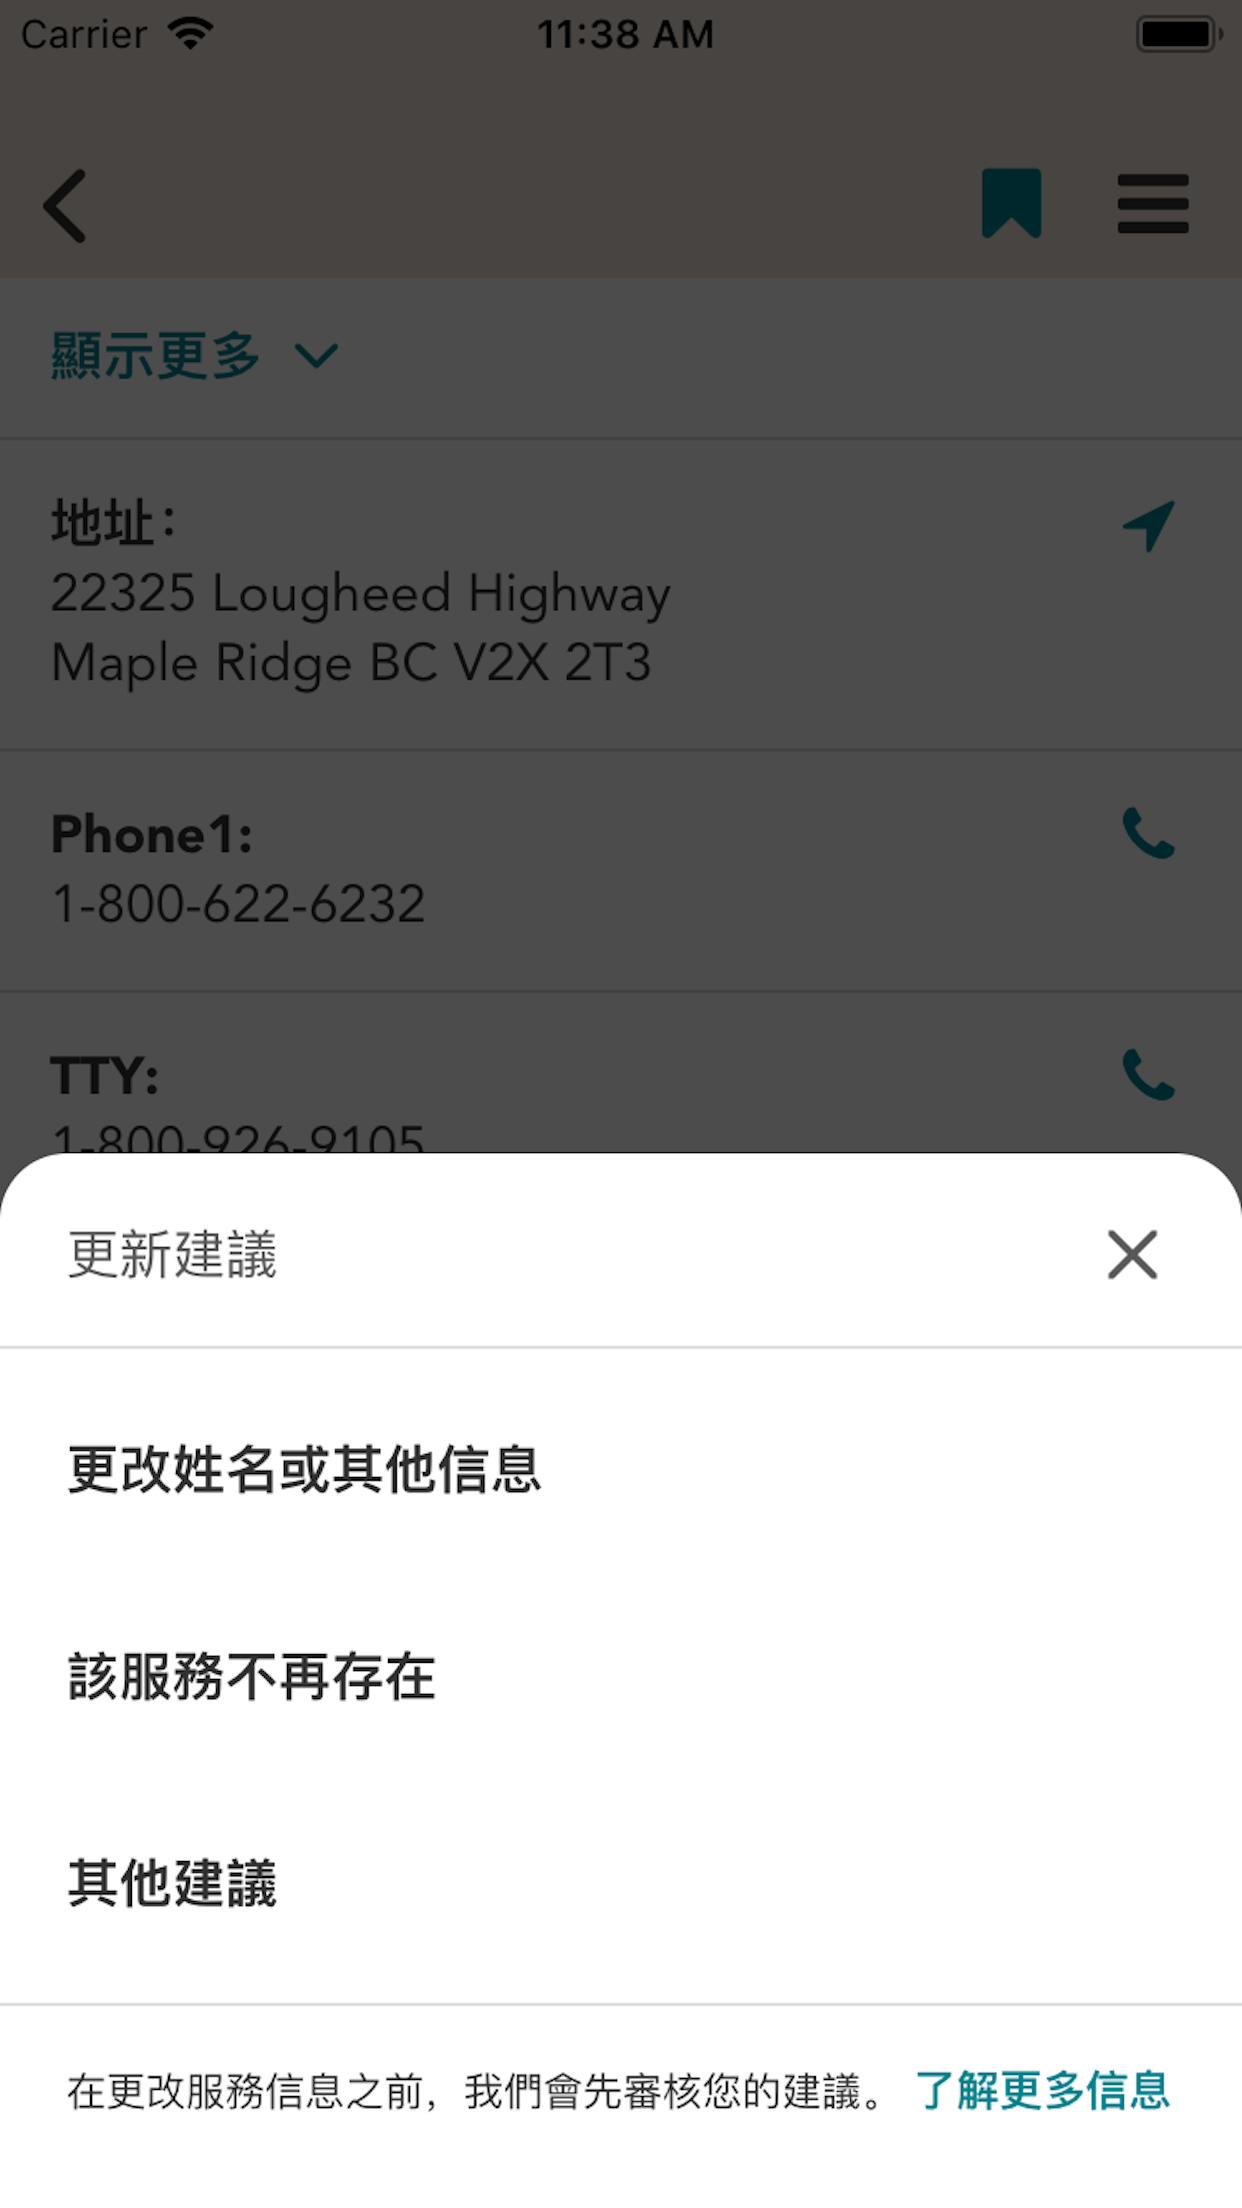 Carrier
11:38 AM
顯示更多
地址：
22325 Lougheed Highway
Maple Ridge BC V2X 2T3
Phone1:
1-800-622-6232
TTY:
1-800-926-9105
更新建議
更改姓名或其他信息
該服務不再存在
其他建議
在更改服務信息之前，我們會先審核您的建議。 了解更多信息